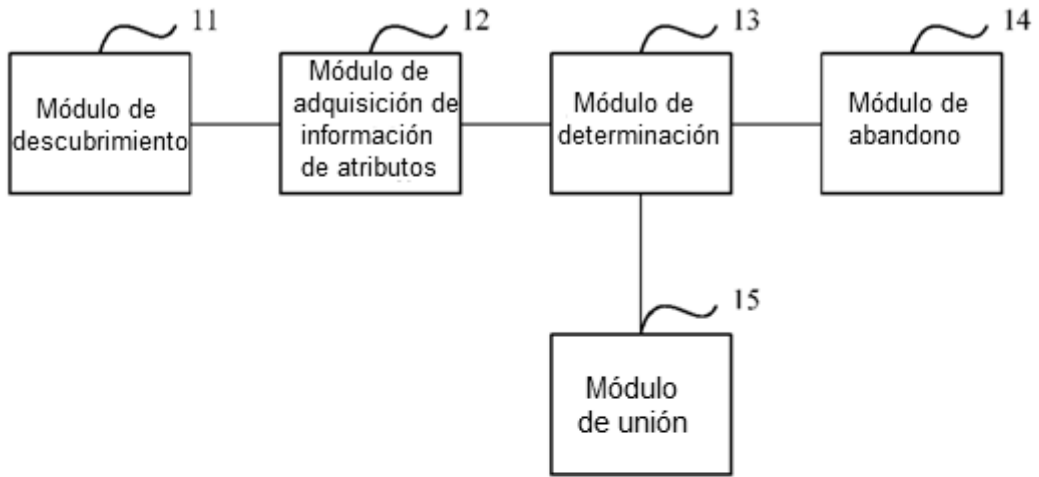 11
Módulo de
descubrimiento
12
Módulo de
adquisición de
información
de atributos
13
Módulo de
determinación
14
Módulo de
abandono
15
Módulo
de unión